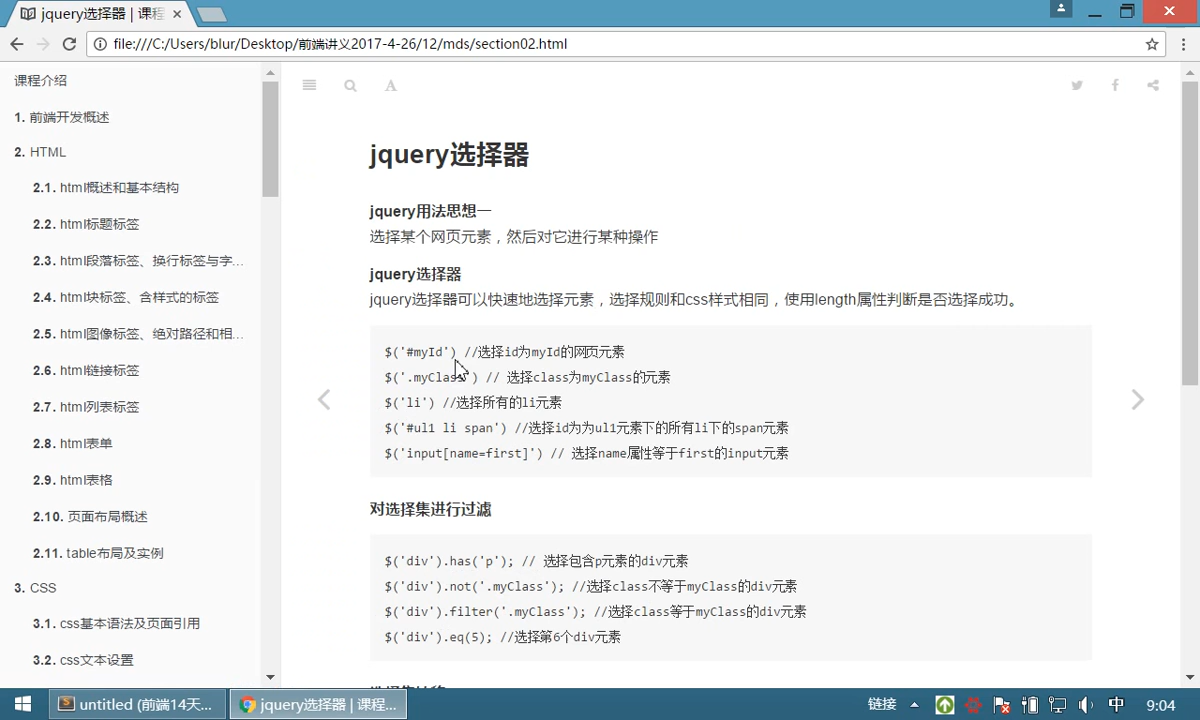 jquery选择器 | 课程
file:///C:/Users/blur/Desktop/前端讲义2017-4-26/12/mds/section02.html
课程介绍
1. 前端开发概述
2. HTML
2.1. html概述和基本结构
2.2. html标题标签
2.3. html段落标签、换行标签与字...
2.4. html块标签、含样式的标签
2.5. html图像标签、绝对路径和相...
2.6. html链接标签
2.7. html列表标签
2.8. html表单
2.9. html表格
2.10. 页面布局概述
2.11. table布局及实例
3. CSS
3.1. css基本语法及页面引用
3.2. css文本设置
A
jquery选择器
jquery用法思想一
选择某个网页元素，然后对它进行某种操作
jquery选择器
jquery选择器可以快速地选择元素，选择规则和css样式相同，使用length属性判断是否选择成功。
$('#myId') //选择id为myId的网页元素
$('.myClass') // 选择class为myClass的元素
$('li') //选择所有的li元素
$('#ul1 li span') //选择id为为ul1元素下的所有li下的span元素
$('input[name=first]') // 选择name属性等于first的input元素
对选择集进行过滤
$('div').has('p'); // 选择包含p元素的div元素
$('div').not('.myClass'); //选择class不等于myClass的div元素
$('div').filter('.myClass'); //选择class等于myClass的div元素
$('div').eq(5); //选择第6个div元素
untitled (前端14天...
jquery选择器 | 课程...
链接
中
9:04